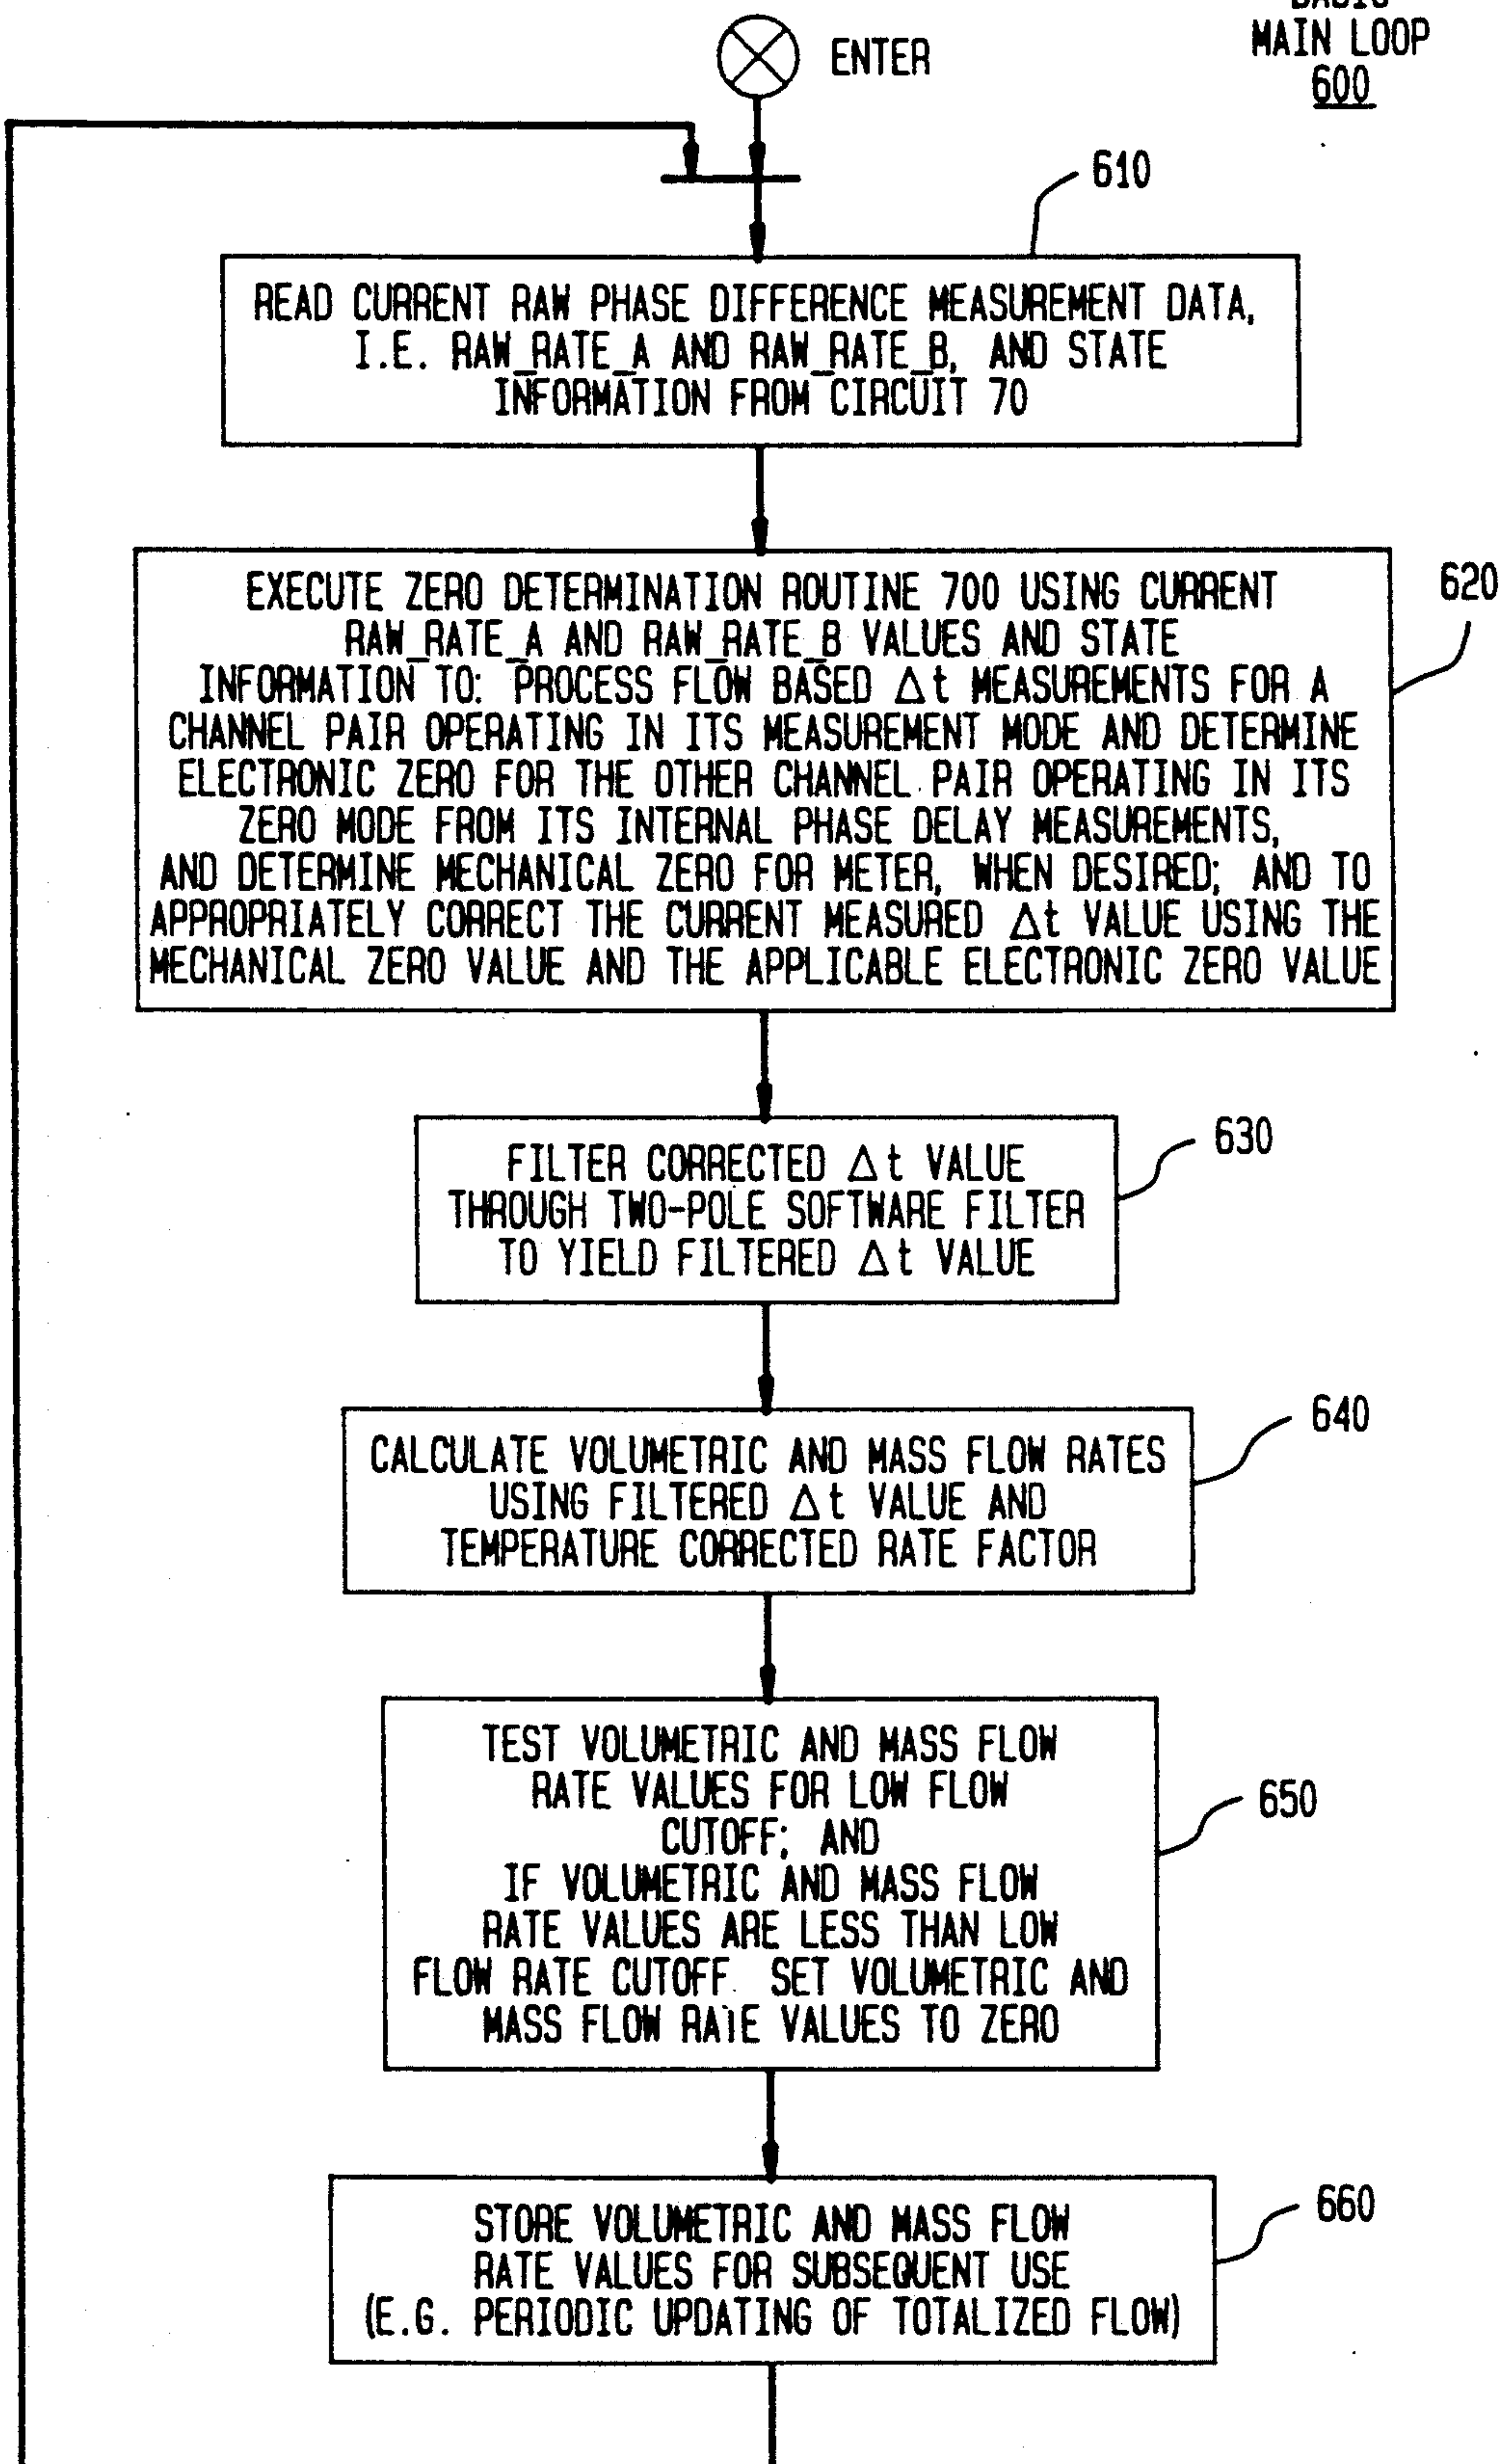 MAIN LOOP
600
ENTER
610
READ CURRENT RAW PHASE DIFFERENCE MEASUREMENT DATA,
I.E. RAW_RATE_A AND RAW_RATE_B, AND STATE
INFORMATION FROM CIRCUIT 70
620
EXECUTE ZERO DETERMINATION ROUTINE 700 USING CURRENT
RAW_RATE_A AND RAW_RATE_B VALUES AND STATE
INFORMATION TO: PROCESS FLOW BASED Δt MEASUREMENTS FOR A
CHANNEL PAIR OPERATING IN ITS MEASUREMENT MODE AND DETERMINE
ELECTRONIC ZERO FOR THE OTHER CHANNEL PAIR OPERATING IN ITS
ZERO MODE FROM ITS INTERNAL PHASE DELAY MEASUREMENTS,
AND DETERMINE MECHANICAL ZERO FOR METER, WHEN DESIRED; AND TO
APPROPRIATELY CORRECT THE CURRENT MEASURED Δt VALUE USING THE
MECHANICAL ZERO VALUE AND THE APPLICABLE ELECTRONIC ZERO VALUE
630
FILTER CORRECTED Δt VALUE
THROUGH TWO-POLE SOFTWARE FILTER
TO YIELD FILTERED Δt VALUE
640
CALCULATE VOLUMETRIC AND MASS FLOW RATES
USING FILTERED Δt VALUE AND
TEMPERATURE CORRECTED RATE FACTOR
650
TEST VOLUMETRIC AND MASS FLOW
RATE VALUES FOR LOW FLOW
CUTOFF; AND
IF VOLUMETRIC AND MASS FLOW
RATE VALUES ARE LESS THAN LOW
FLOW RATE CUTOFF. SET VOLUMETRIC AND
MASS FLOW RATE VALUES TO ZERO
660
STORE VOLUMETRIC AND MASS FLOW
RATE VALUES FOR SUBSEQUENT USE
(E.G. PERIODIC UPDATING OF TOTALIZED FLOW)